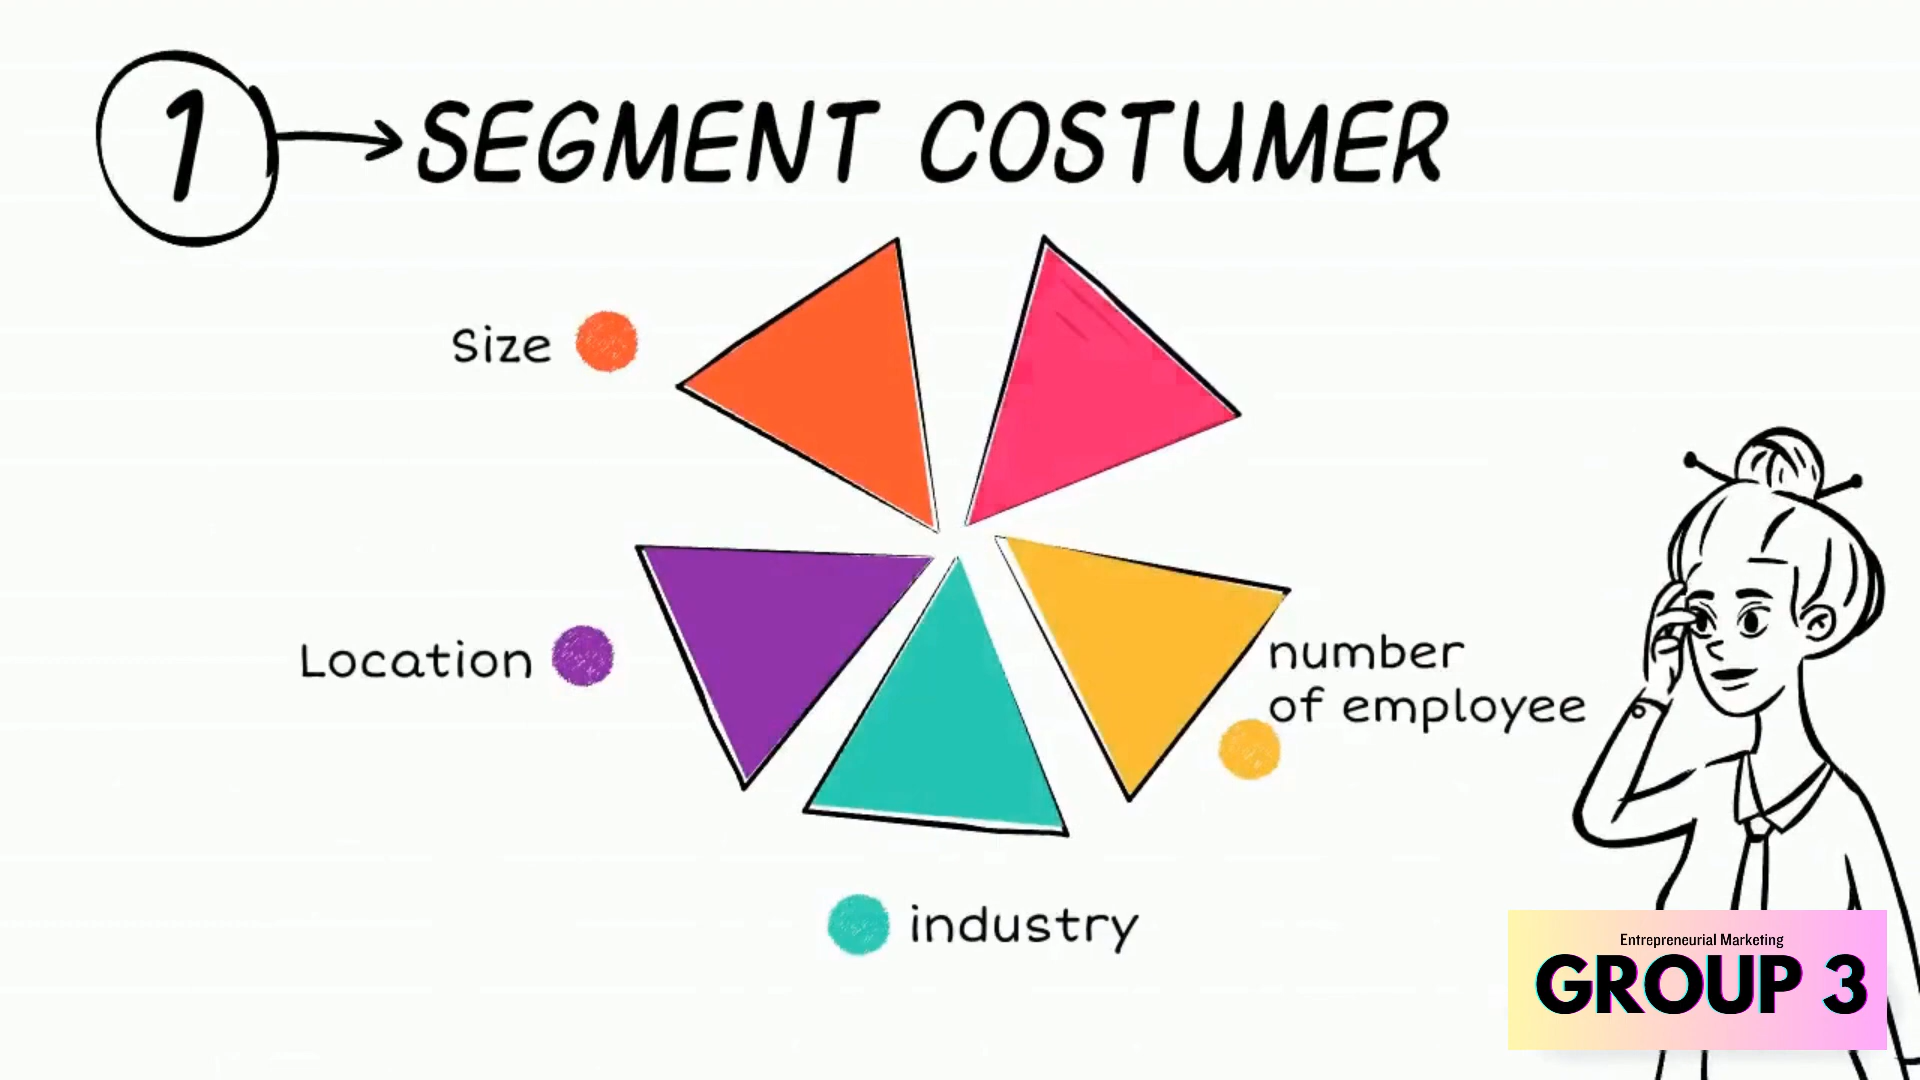 1
SEGMENT COSTUMER
Size
Location
number
of employee
industry
Entrepreneurial Marketing
GROUP 3